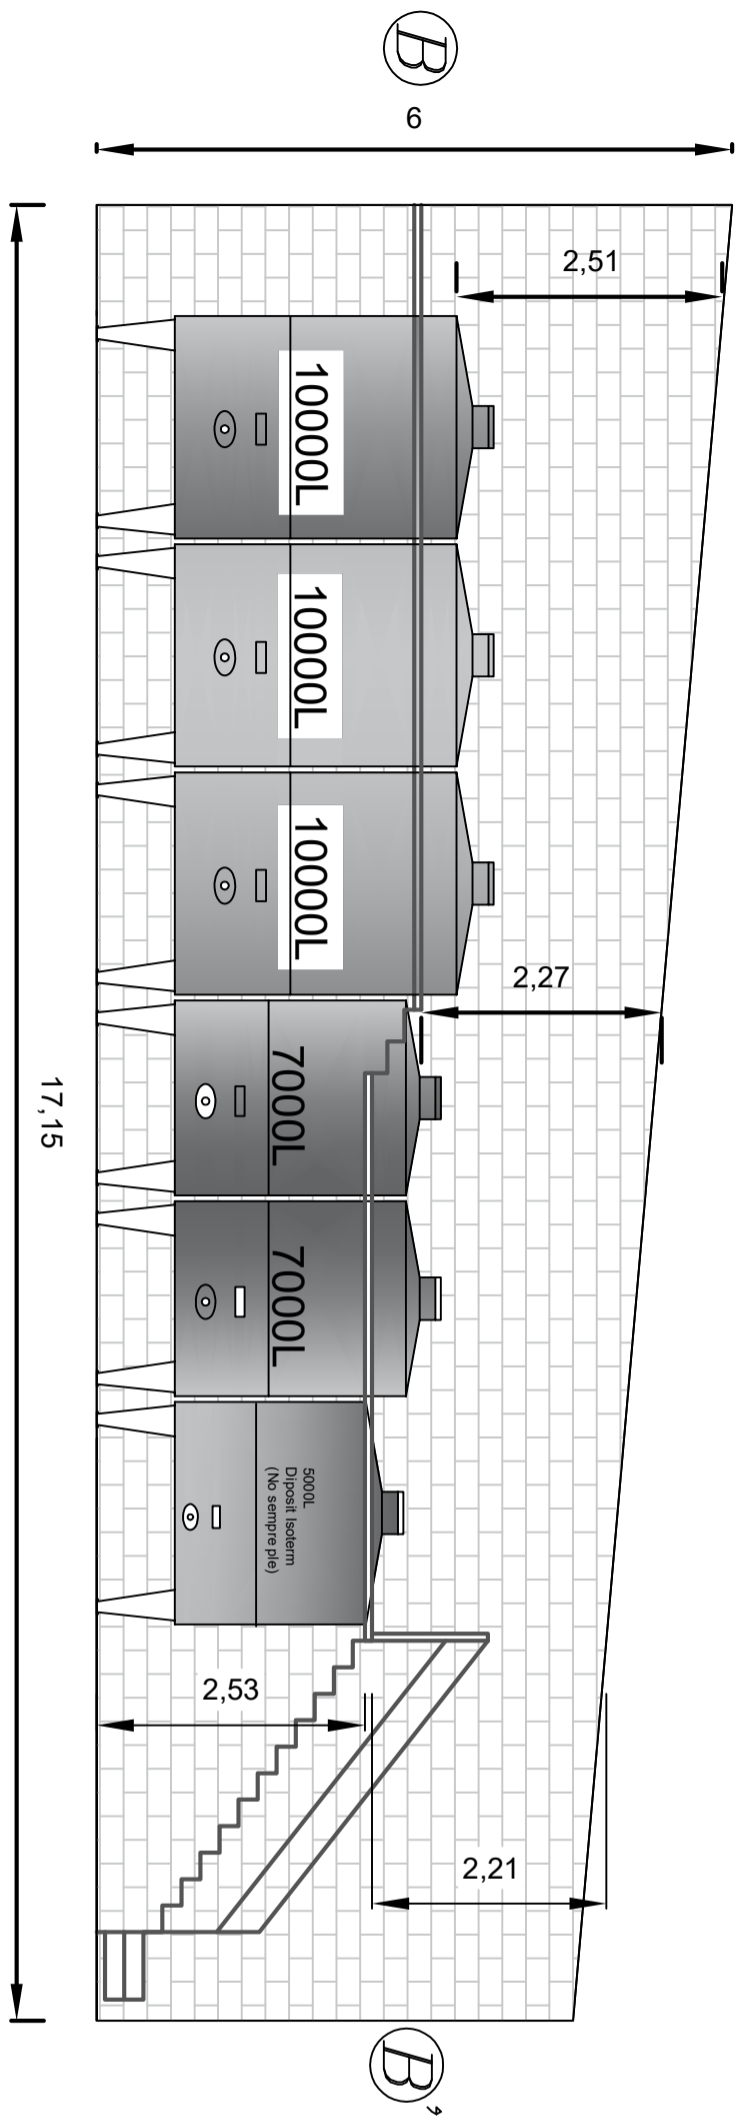 B
6
2,51
10000L
10000L
10000L
2,27
7000L
17,15
7000L
5000L
Diposit Isoterm
(No sempre ple)
2,53
2,21
B'